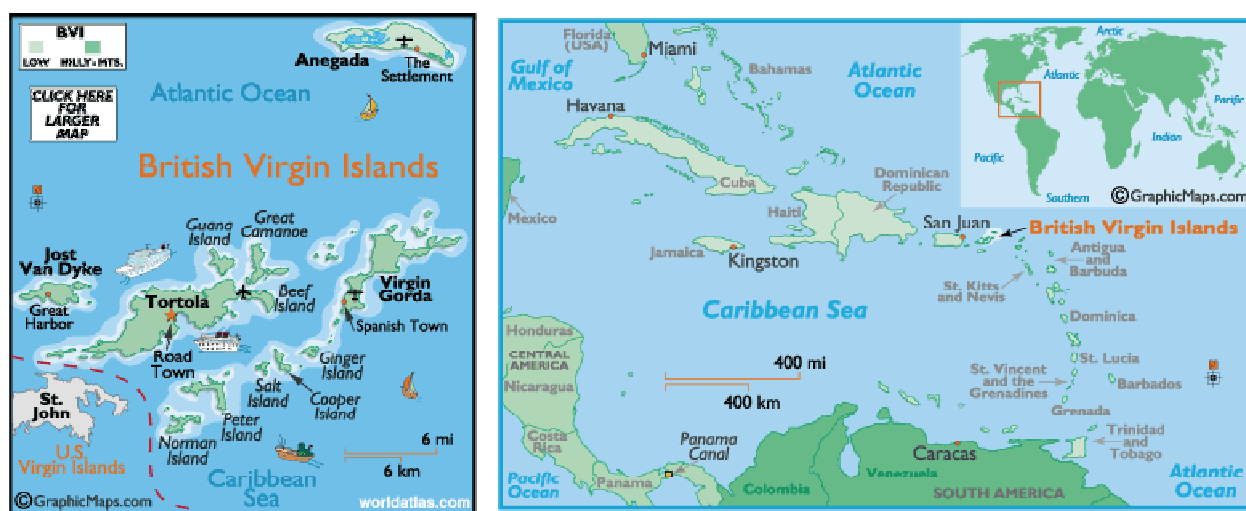 BVI
LOW HILLY-MTS.
CLICK HERE
FOR
LARGER
MAP
Anegada
The
Settlement
Atlantic Ocean
British Virgin Islands
Guana
Island
Great
Camanoe
Jost
Van Dyke
Great
Harbor
Tortola
Beef
Island
Virgin
Gorda
Spanish Town
Road
Town
Ginger
Island
Salt
Island
Cooper
Island
St.
John
Peter
Island
Norman
Island
U.S.
Virgin Islands
Caribbean
Sea
6 mi
6 km
©GraphicMaps.com
worldatlas.com
Florida
(USA)
Miami
Gulf of
Mexico
Bahamas
Atlantic
Ocean
Havana
Cuba
Mexico
Dominican
Republic
Haiti
San Juan
Jamaica
Kingston
British Virgin Islands
Antigua
and
Barbuda
St. Kitts
and Nevis
Caribbean Sea
Dominica
Honduras
CENTRAL
AMERICA
Nicaragua
400 mi
400 km
St. Lucia
St. Vincent
and the
Grenadines
Barbados
Grenada
Costa
Rica
Panama
Canal
Panama
Pacific
Ocean
Caracas
Venezuela
Colombia
SOUTH AMERICA
Trinidad
and
Tobago
Atlantic
Ocean
Arctic
Atlantic
Pacific
Indian
Pacific
Southern
©GraphicMaps.com